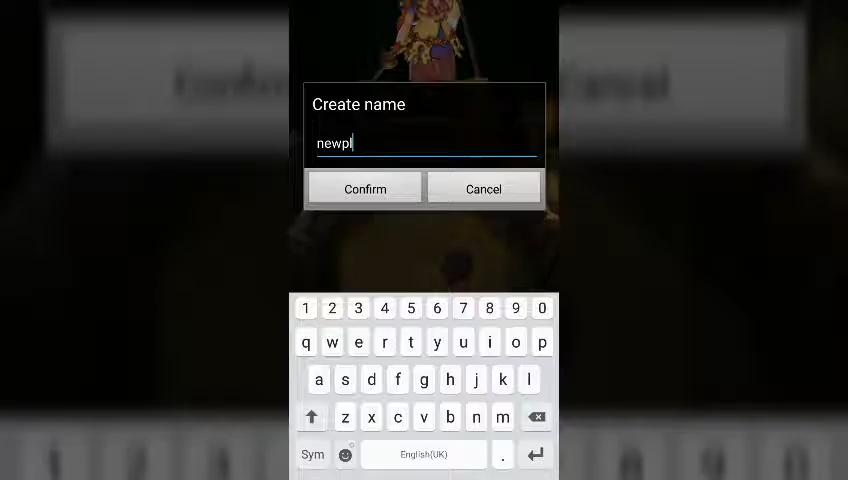 Create name
newpl
Confirm Cancel
1 2 3 4 5 6 7 8 9 0
q w e r t y u i o p
a s d f g h j k l
z x c v b n m
Sym English(UK) .